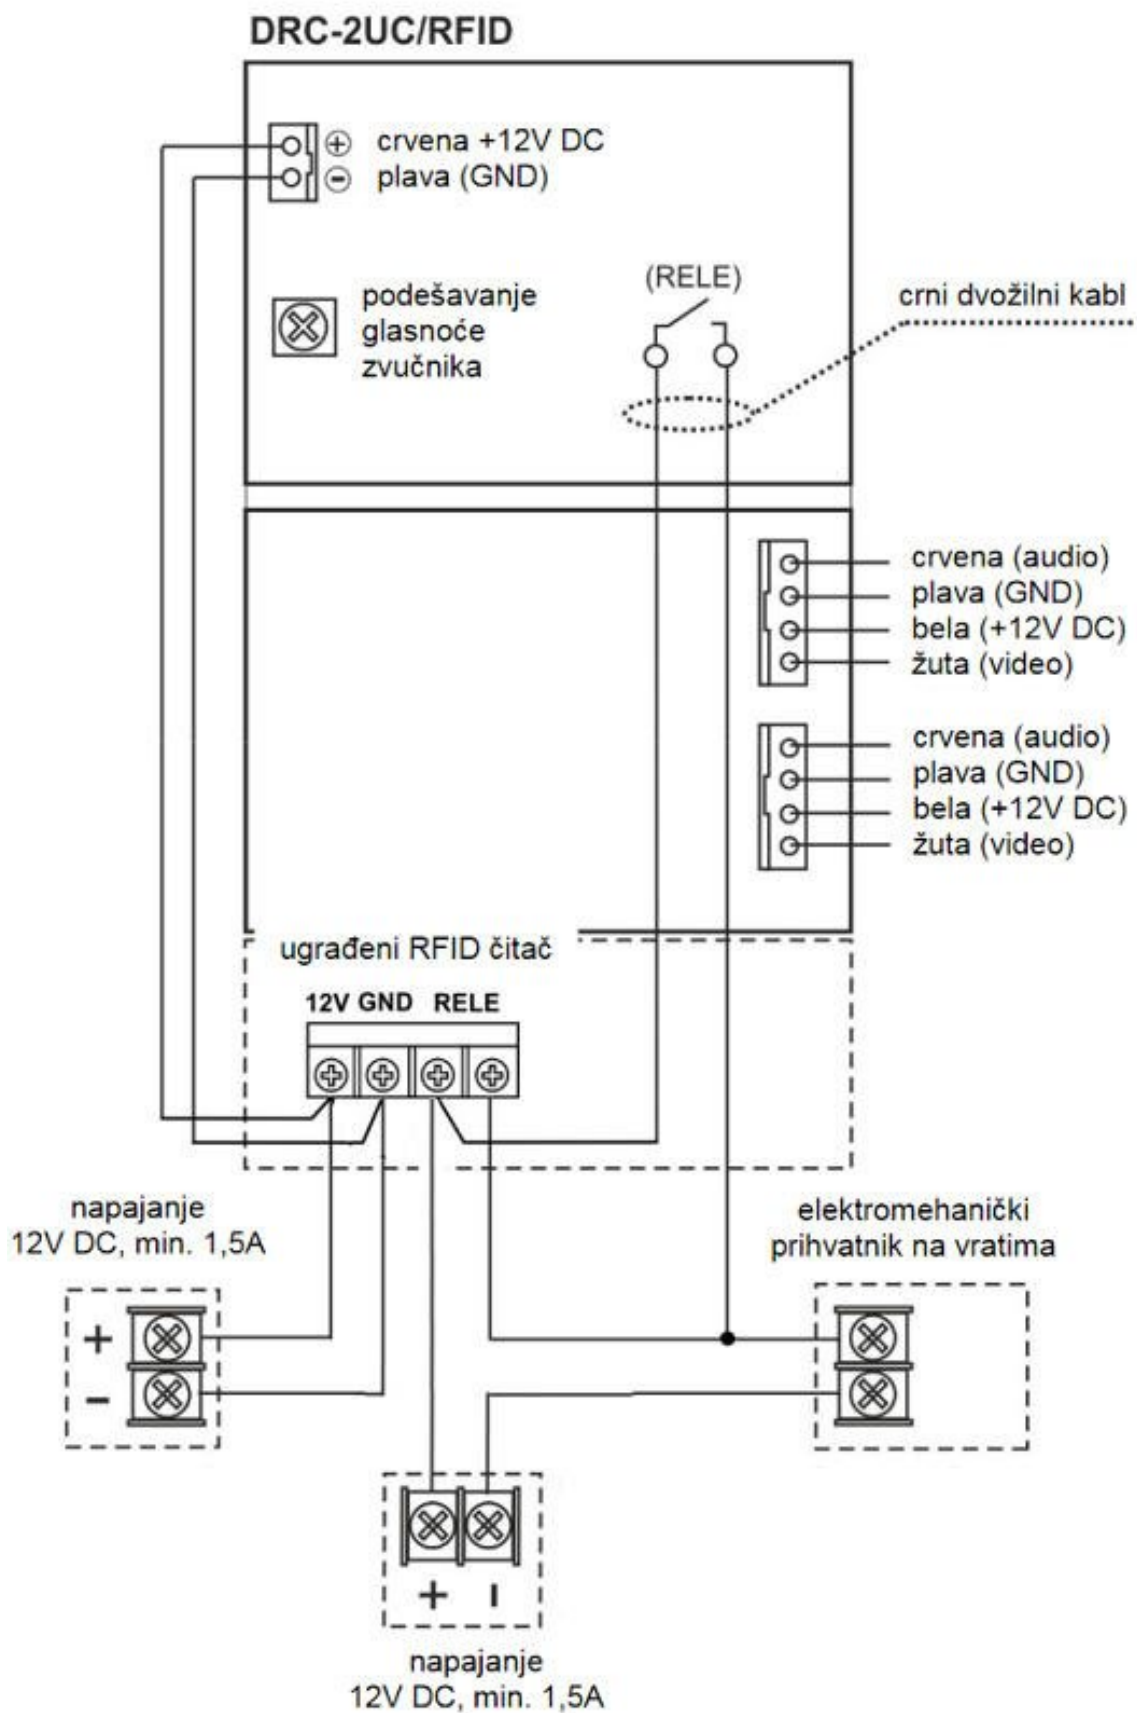 DRC-2UC/RFID
crvena +12V DC
plava (GND)
podešavanje
glasnoće
zvučnika
(RELE)
crni dvožilni kabl
crvena (audio)
plava (GND)
bela (+12V DC)
žuta (video)
crvena (audio)
plava (GND)
bela (+12V DC)
žuta (video)
ugrađeni RFID čitač
12V GND RELE
napajanje
12V DC, min. 1,5A
+
−
elektromehanički
prihvatnik na vratima
+ −
napajanje
12V DC, min. 1,5A